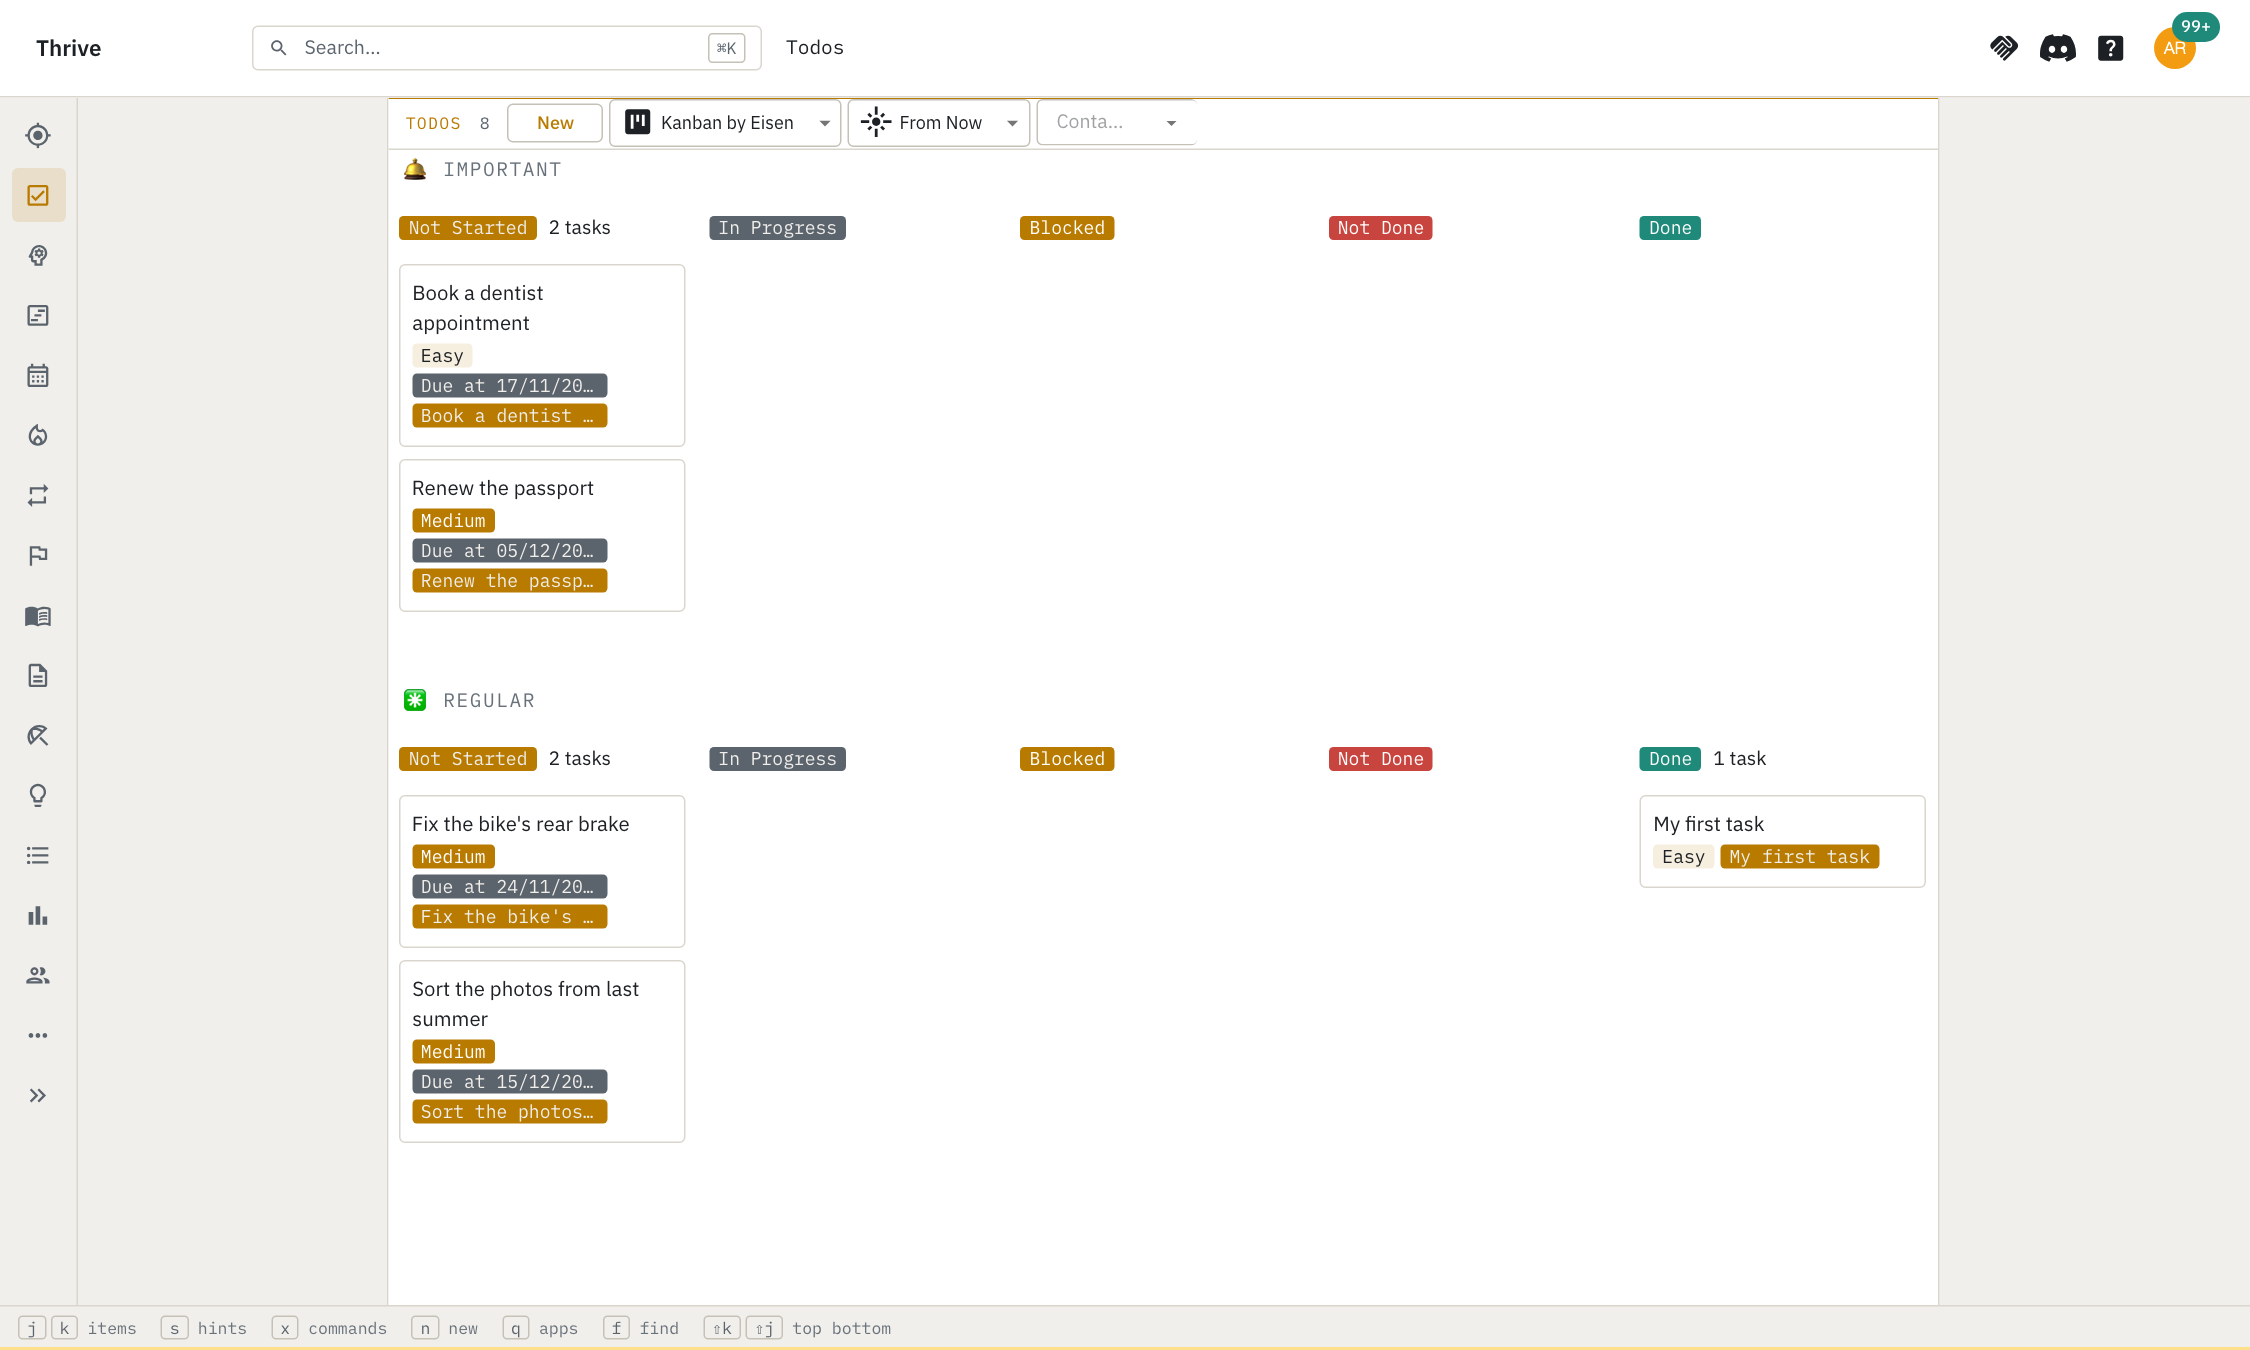 Thrive
Search...
⌘K
Todos
99+
AR
TODOS 8
New
Kanban by Eisen
From Now
Conta...
IMPORTANT
Not Started 2 tasks
In Progress
Blocked
Not Done
Done
Book a dentist
appointment
Easy
Due at 17/11/20…
Book a dentist …
Renew the passport
Medium
Due at 05/12/20…
Renew the passp…
REGULAR
Not Started 2 tasks
In Progress
Blocked
Not Done
Done 1 task
Fix the bike's rear brake
Medium
Due at 24/11/20…
Fix the bike's …
Sort the photos from last
summer
Medium
Due at 15/12/20…
Sort the photos…
My first task
Easy My first task
j k items s hints x commands n new q apps f find ⇧k ⇧j top bottom